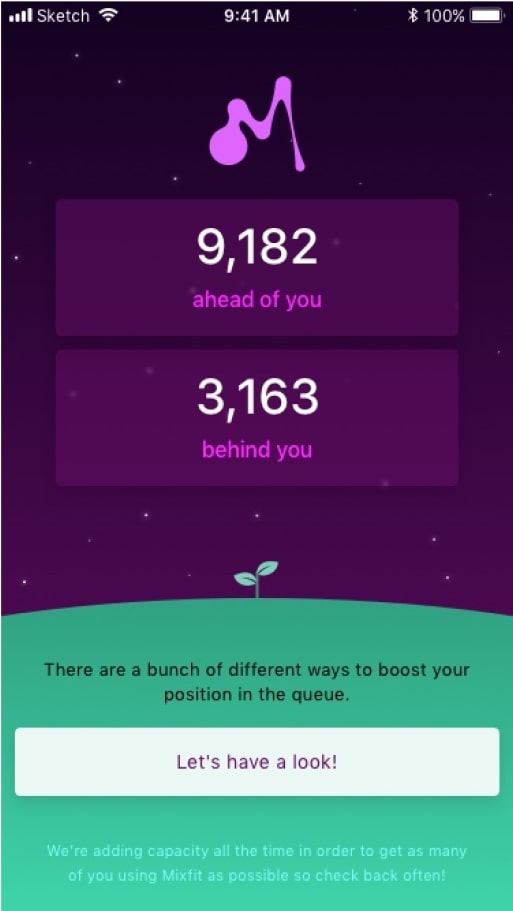 Sketch 9:41 AM 100%
9,182
ahead of you
3,163
behind you
There are a bunch of different ways to boost your
position in the queue.
Let's have a look!
We're adding capacity all the time in order to get as many
of you using Mixfit as possible so check back often!